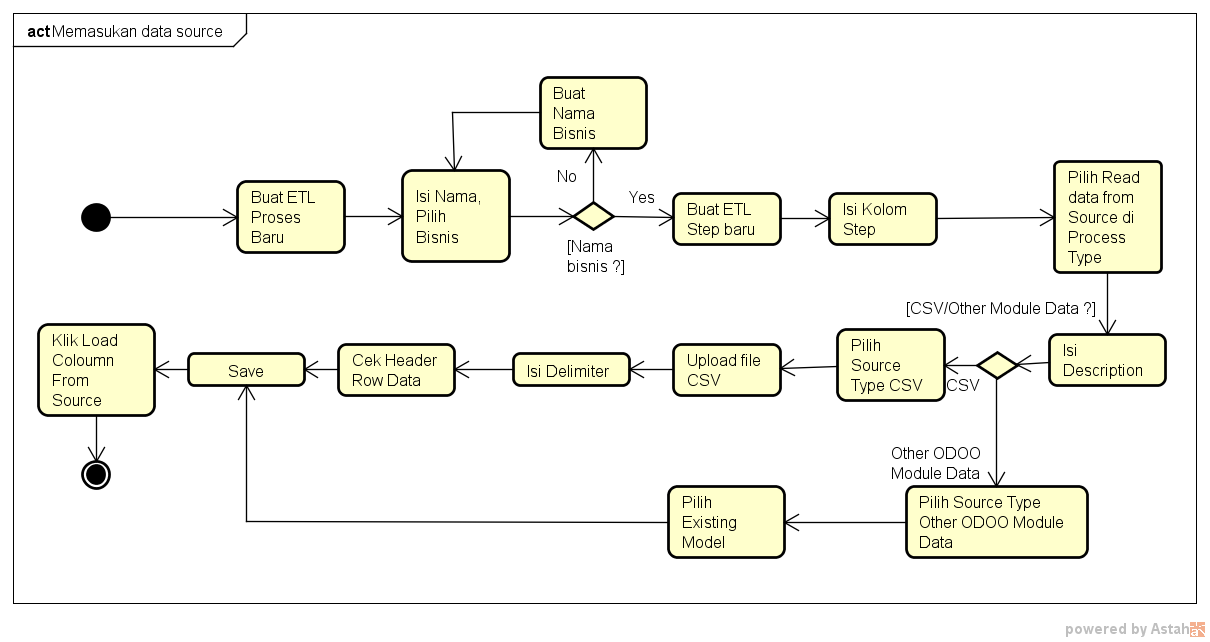 act Memasukan data source
Buat
Nama
Bisnis
No
Buat ETL
Proses
Baru
Isi Nama,
Pilih
Bisnis
[Nama
bisnis ?]
Yes
Buat ETL
Step baru
Isi Kolom
Step
Pilih Read
data from
Source di
Process
Type
[CSV/Other Module Data ?]
Isi
Description
CSV
Pilih
Source
Type CSV
Upload file
CSV
Isi Delimiter
Cek Header
Row Data
Save
Klik Load
Coloumn
From
Source
Other ODOO
Module Data
Pilih Source Type
Other ODOO Module
Data
Pilih
Existing
Model
powered by Astah